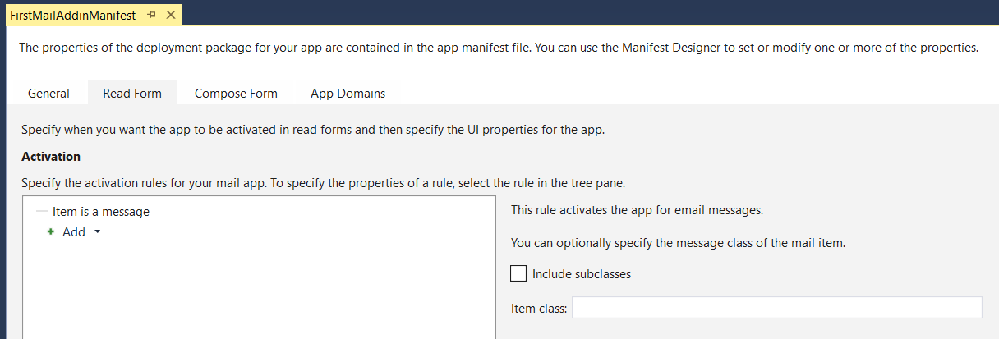 FirstMailAddinManifest
The properties of the deployment package for your app are contained in the app manifest file. You can use the Manifest Designer to set or modify one or more of the properties.
General Read Form Compose Form App Domains
Specify when you want the app to be activated in read forms and then specify the UI properties for the app.
Activation
Specify the activation rules for your mail app. To specify the properties of a rule, select the rule in the tree pane.
Item is a message
Add
This rule activates the app for email messages.
You can optionally specify the message class of the mail item.
Include subclasses
Item class: